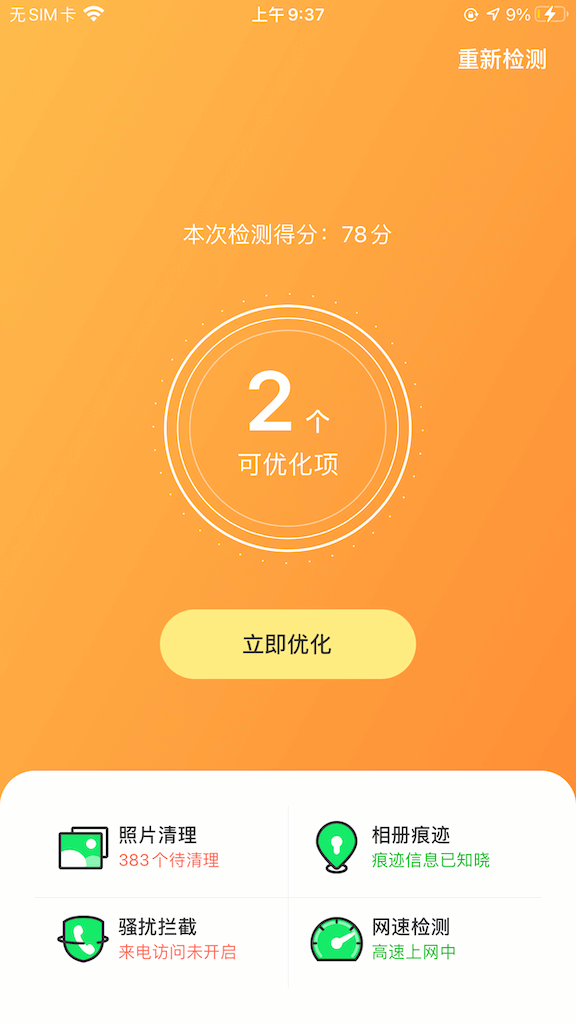 无SIM卡 上午9:37 9%
重新检测
本次检测得分：78分
2个
可优化项
立即优化
照片清理
383个待清理
相册痕迹
痕迹信息已知晓
骚扰拦截
来电访问未开启
网速检测
高速上网中